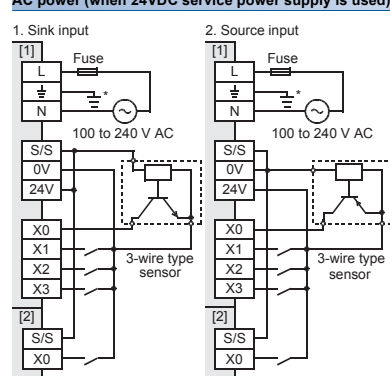 AC power (when 24VDC service power supply is used)
1. Sink input
[1]
L
Fuse
*
N
100 to 240 V AC
S/S
0V
24V
X0
X1
X2
X3
3-wire type
sensor
[2]
S/S
X0
2. Source input
[1]
L
Fuse
*
N
100 to 240 V AC
S/S
0V
24V
X0
X1
X2
X3
3-wire type
sensor
[2]
S/S
X0